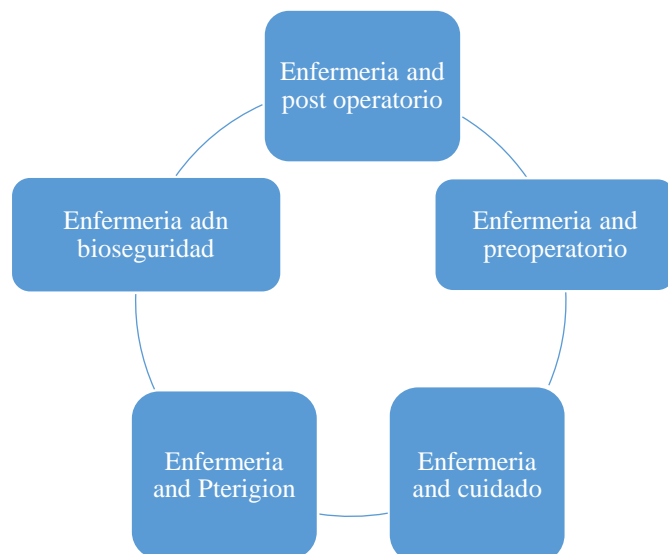 Enfermeria and
post operatorio
Enfermeria and
preoperatorio
Enfermeria
and cuidado
Enfermeria
and Pterigion
Enfermeria adn
bioseguridad